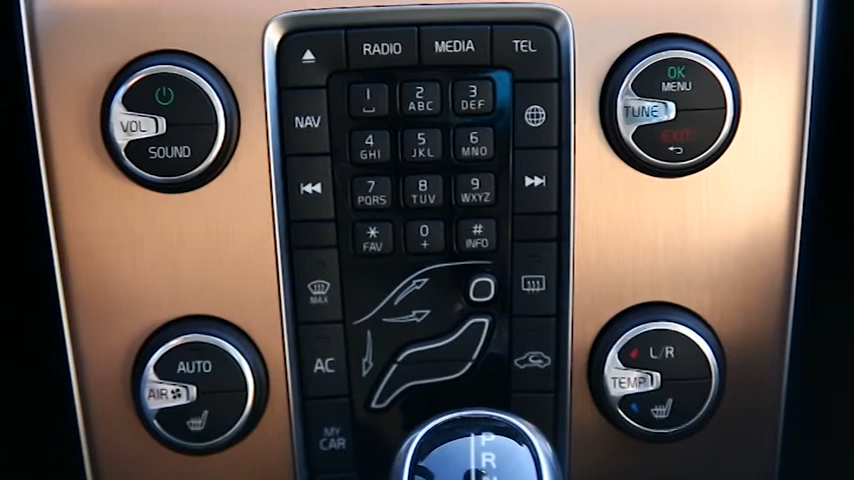 RADIO MEDIA TEL
VOL
SOUND
NAV
1 2 ABC 3 DEF
4 GHI 5 JKL 6 MNO
7 PQRS 8 TUV 9 WXYZ
* FAV 0 + # INFO
OK
MENU
TUNE
EXIT
MAX
AC
MY
CAR
AUTO
AIR
L/R
TEMP
P
R
N